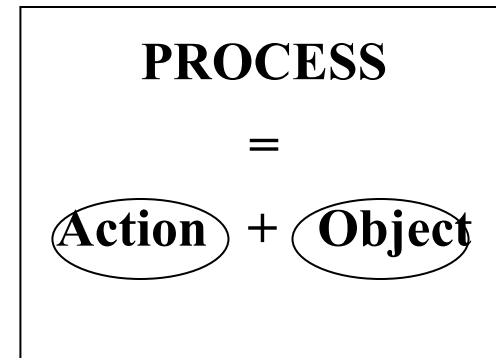 PROCESS
=
Action + Object